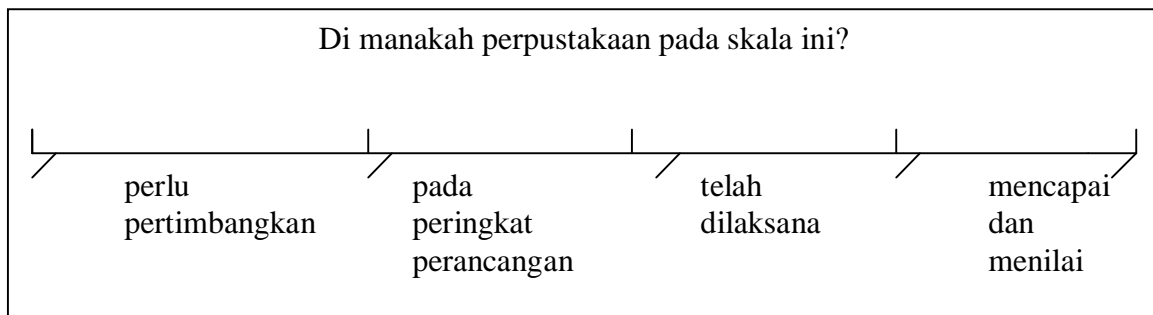 Di manakah perpustakaan pada skala ini?
perlu
pertimbangkan
pada
peringkat
perancangan
telah
dilaksana
mencapai
dan
menilai